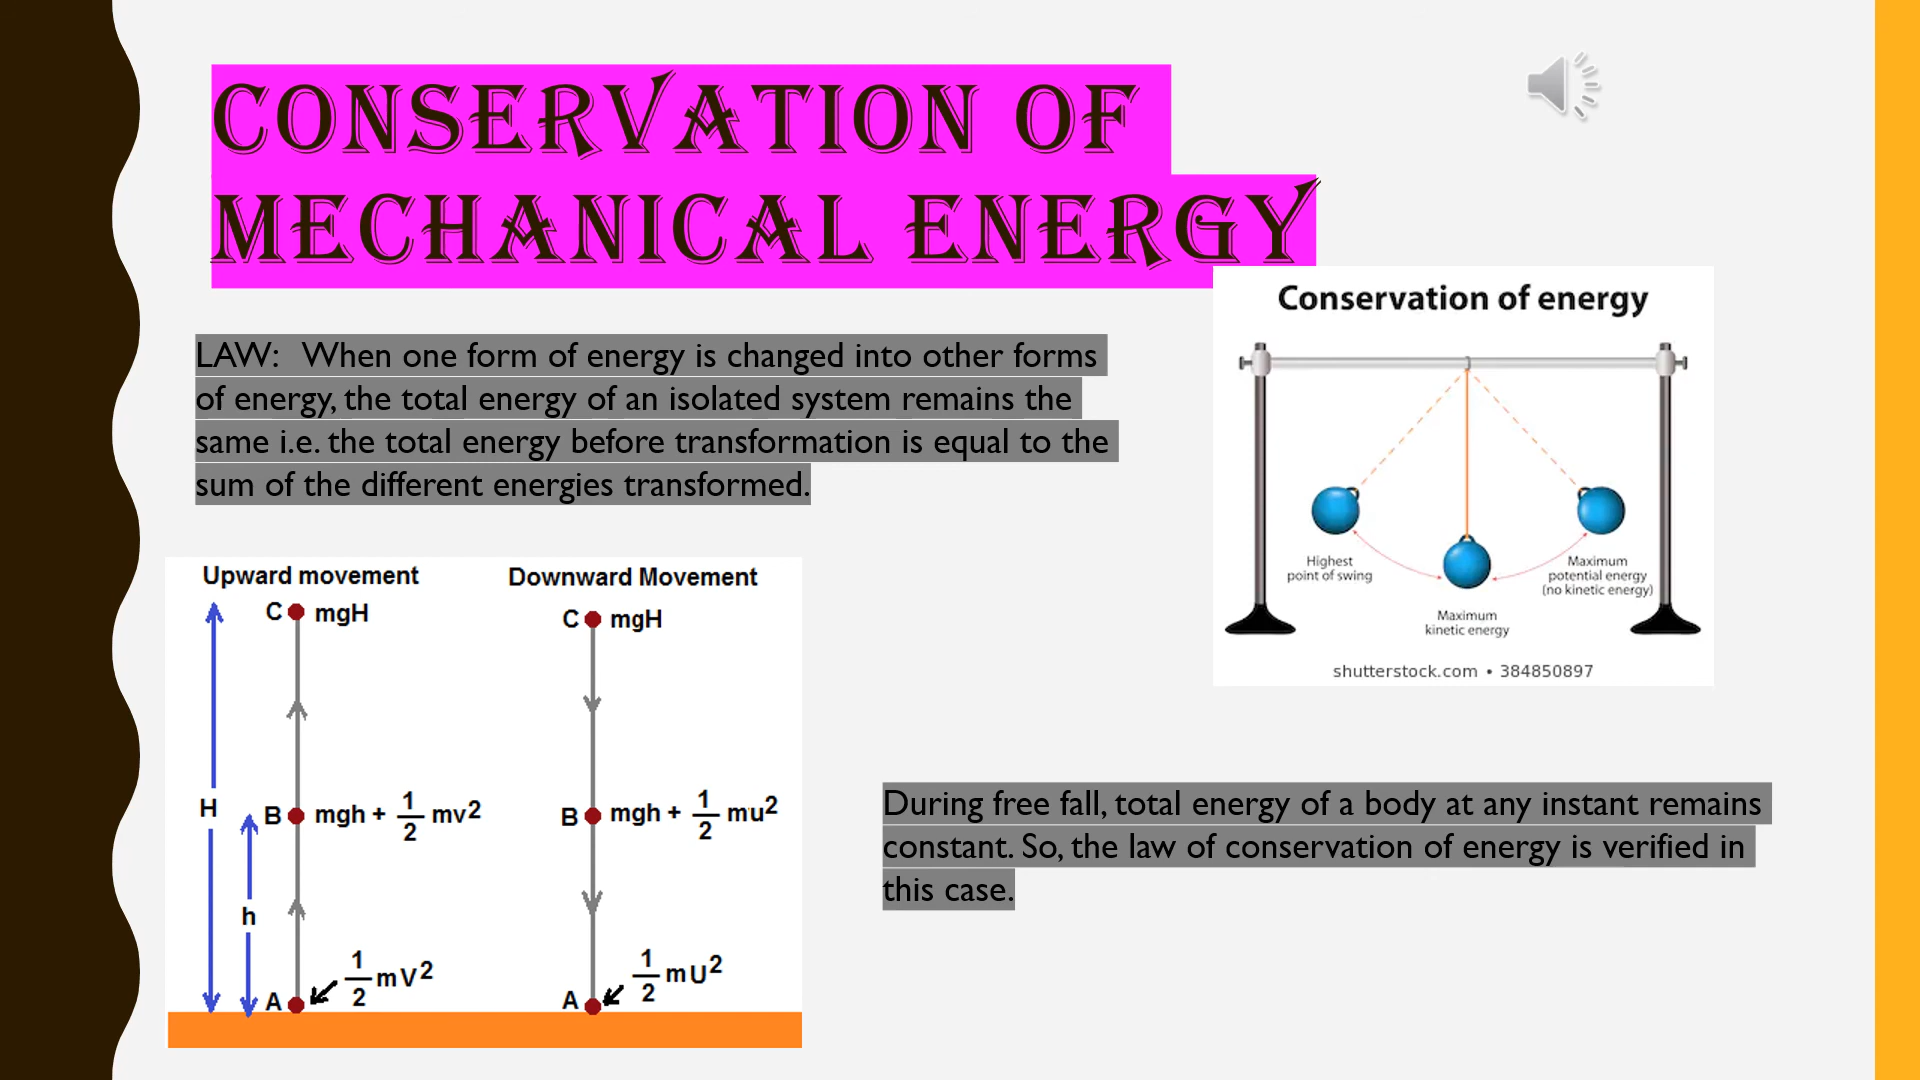 CONSERVATION OF
MECHANICAL ENERGY
LAW: When one form of energy is changed into other forms
of energy, the total energy of an isolated system remains the
same i.e. the total energy before transformation is equal to the
sum of the different energies transformed.
Conservation of energy
Highest
point of swing
Maximum
potential energy
(no kinetic energy)
Maximum
kinetic energy
shutterstock.com • 384850897
Upward movement
C mgH
H
B mgh + 1/2 mv²
h
A 1/2 mV²
Downward Movement
C mgH
B mgh + 1/2 mu²
A 1/2 mU²
During free fall, total energy of a body at any instant remains
constant. So, the law of conservation of energy is verified in
this case.